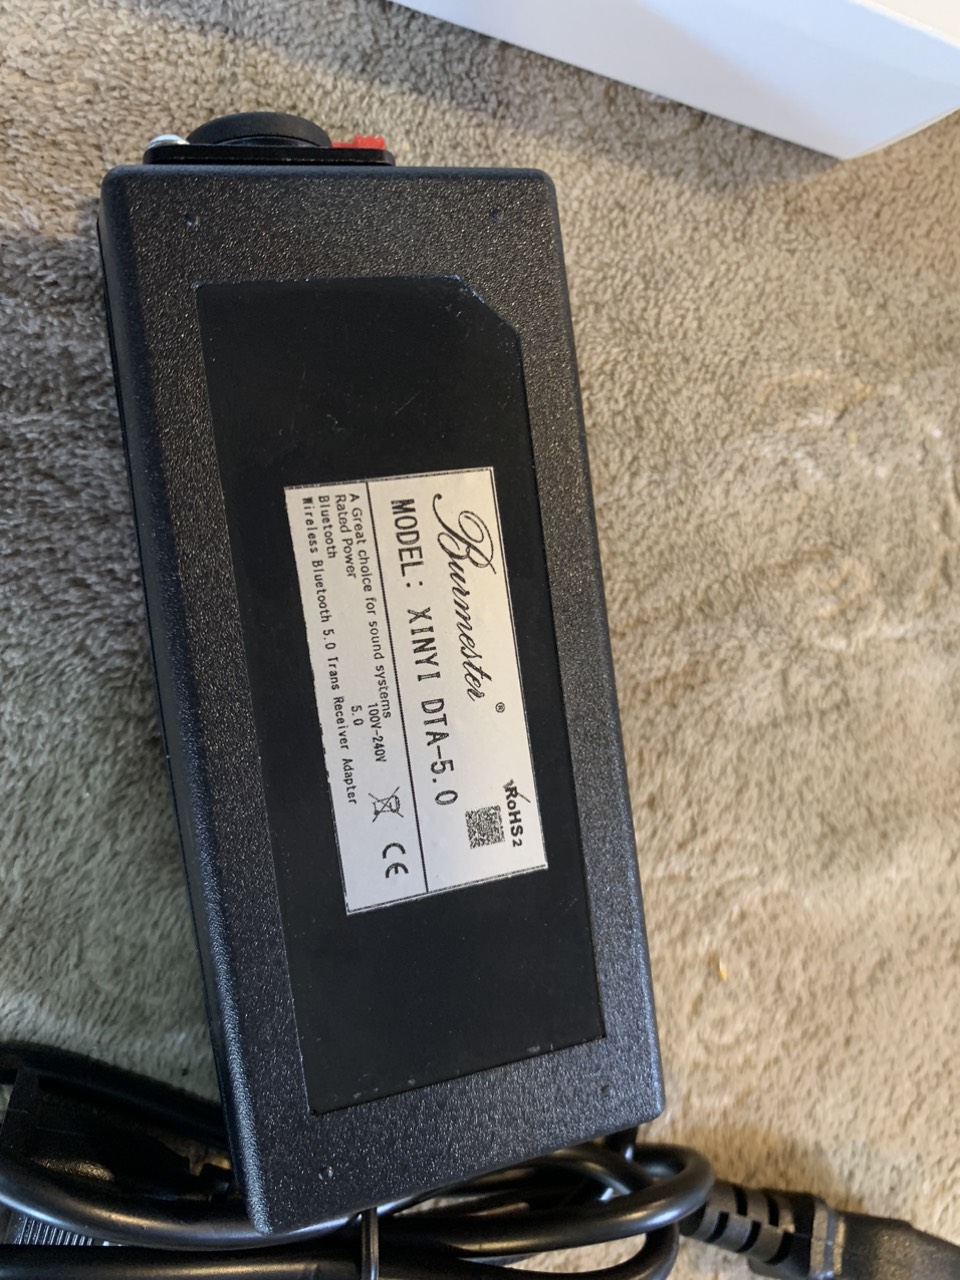 Burmester ®
RoHS2
MODEL: XINYI DTA-5.0
A Great choice for sound systems
Rated Power 100V-240V
Bluetooth 5.0
Wireless Bluetooth 5.0 Trans Receiver Adapter
CE